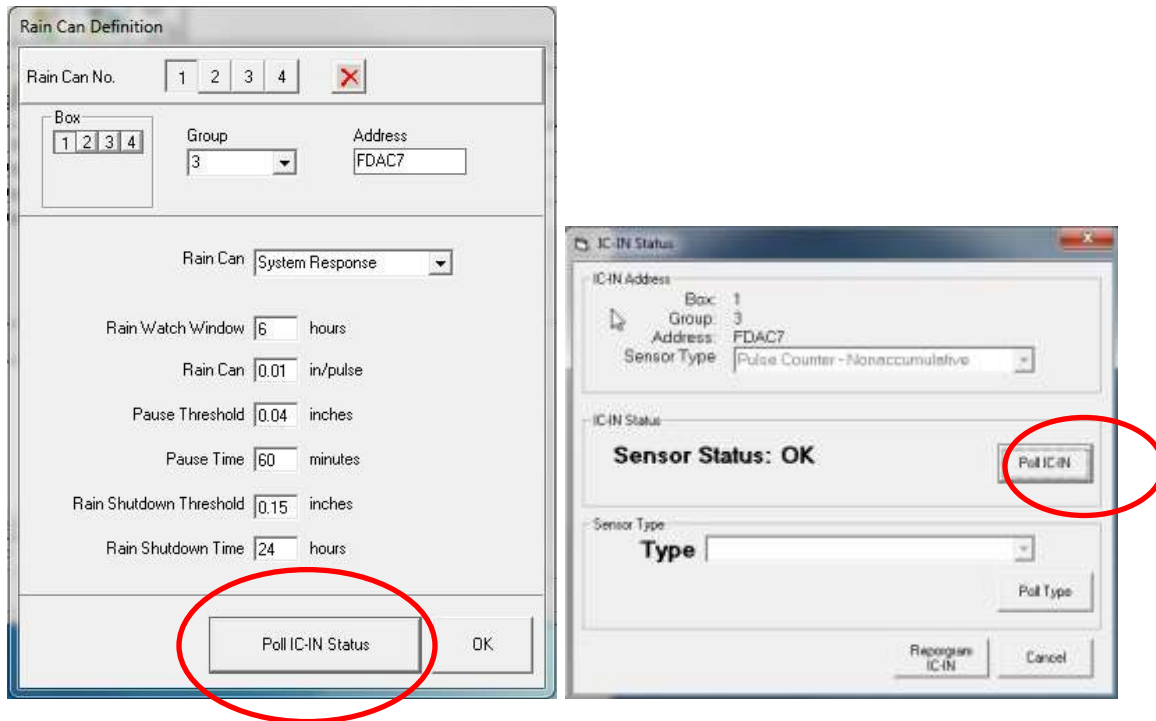 Rain Can Definition
Rain Can No. 1 2 3 4
Box
1 2 3 4
Group
3
Address
FDAC7
Rain Can System Response
Rain Watch Window 6 hours
Rain Can 0.01 in/pulse
Pause Threshold 0.04 inches
Pause Time 60 minutes
Rain Shutdown Threshold 0.15 inches
Rain Shutdown Time 24 hours
Poll IC-IN Status OK
IC-IN Status
IC-IN Address
Box: 1
Group: 3
Address: FDAC7
Sensor Type Pulse Counter - Nonaccumulative
IC-IN Status
Sensor Status: OK
Poll IC-IN
Sensor Type
Type
Poll Type
Reporgram
IC-IN
Cancel